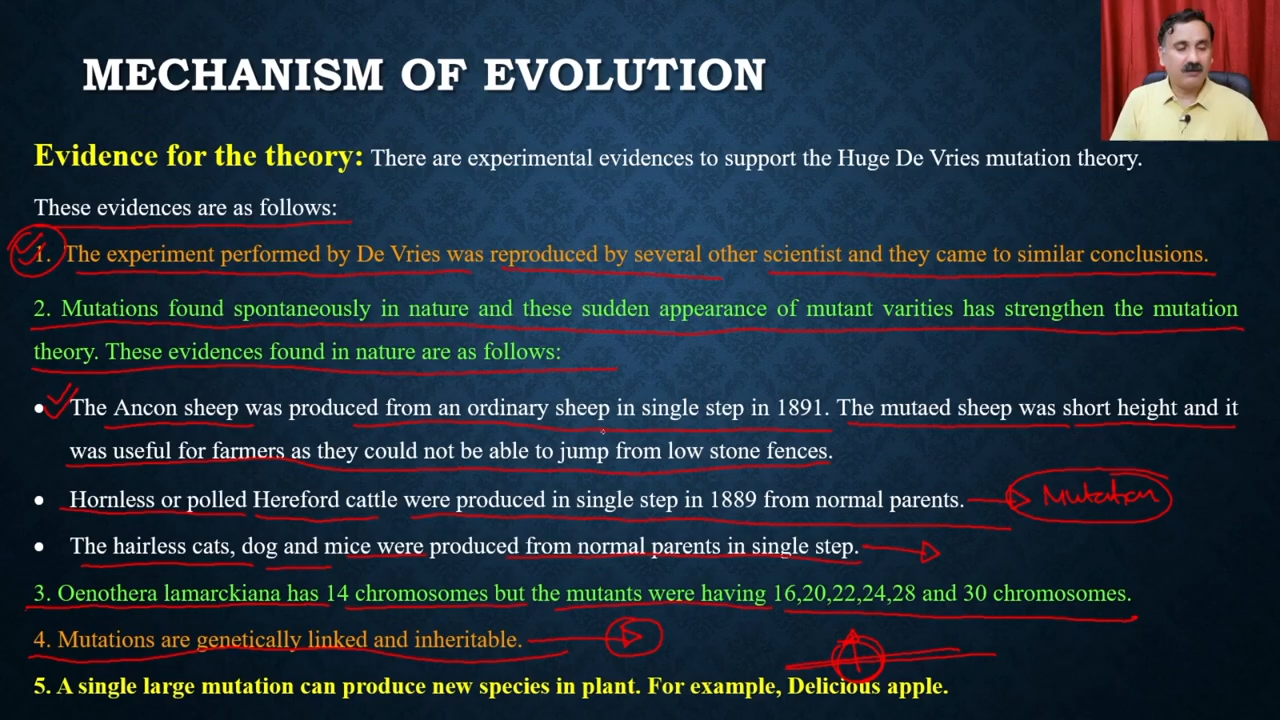 MECHANISM OF EVOLUTION
Evidence for the theory: There are experimental evidences to support the Huge De Vries mutation theory.
These evidences are as follows:
1. The experiment performed by De Vries was reproduced by several other scientist and they came to similar conclusions.
2. Mutations found spontaneously in nature and these sudden appearance of mutant varities has strengthen the mutation
theory. These evidences found in nature are as follows:
• The Ancon sheep was produced from an ordinary sheep in single step in 1891. The mutaed sheep was short height and it
was useful for farmers as they could not be able to jump from low stone fences.
• Hornless or polled Hereford cattle were produced in single step in 1889 from normal parents. Mutation
• The hairless cats, dog and mice were produced from normal parents in single step.
3. Oenothera lamarckiana has 14 chromosomes but the mutants were having 16,20,22,24,28 and 30 chromosomes.
4. Mutations are genetically linked and inheritable.
5. A single large mutation can produce new species in plant. For example, Delicious apple.